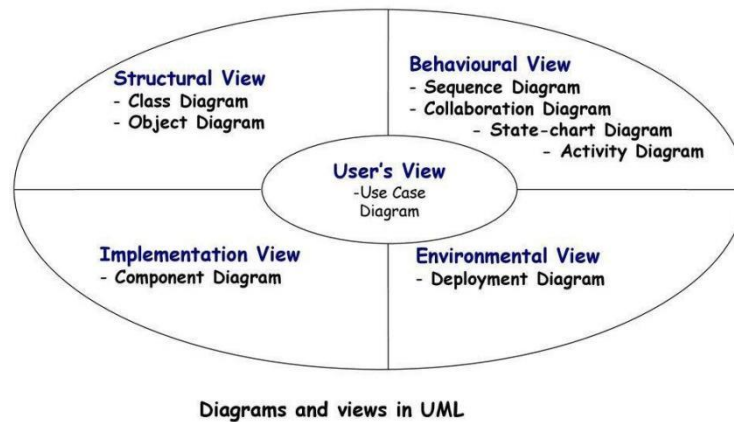 Structural View
- Class Diagram
- Object Diagram
Behavioural View
- Sequence Diagram
- Collaboration Diagram
- State-chart Diagram
- Activity Diagram
User's View
-Use Case
Diagram
Implementation View
- Component Diagram
Environmental View
- Deployment Diagram
Diagrams and views in UML